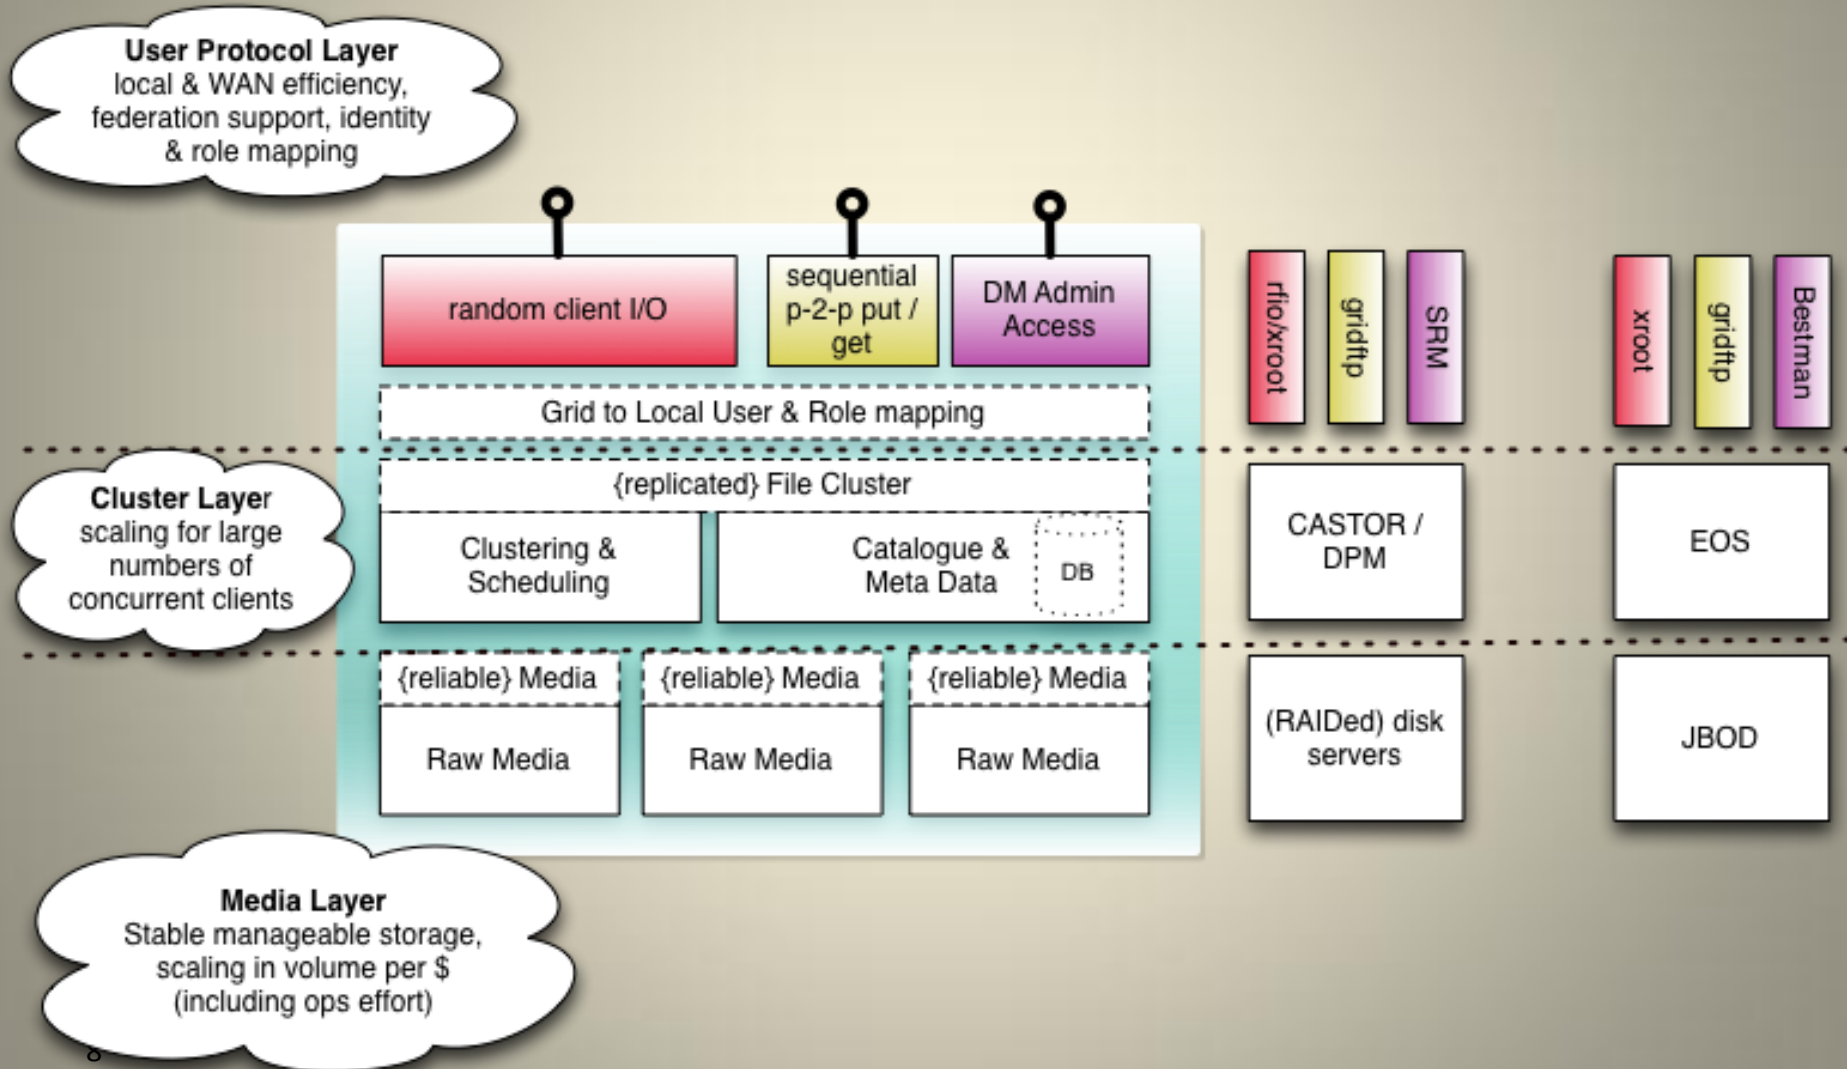 User Protocol Layer
local & WAN efficiency,
federation support, identity
& role mapping
random client I/O
sequential
p-2-p put /
get
DM Admin
Access
rfio/xroot
gridftp
SRM
xroot
gridftp
Bestman
Grid to Local User & Role mapping
Cluster Layer
scaling for large
numbers of
concurrent clients
{replicated} File Cluster
Clustering &
Scheduling
Catalogue &
Meta Data
DB
CASTOR /
DPM
EOS
{reliable} Media
{reliable} Media
{reliable} Media
Raw Media
Raw Media
Raw Media
(RAIDed) disk
servers
JBOD
Media Layer
Stable manageable storage,
scaling in volume per $
(including ops effort)
8